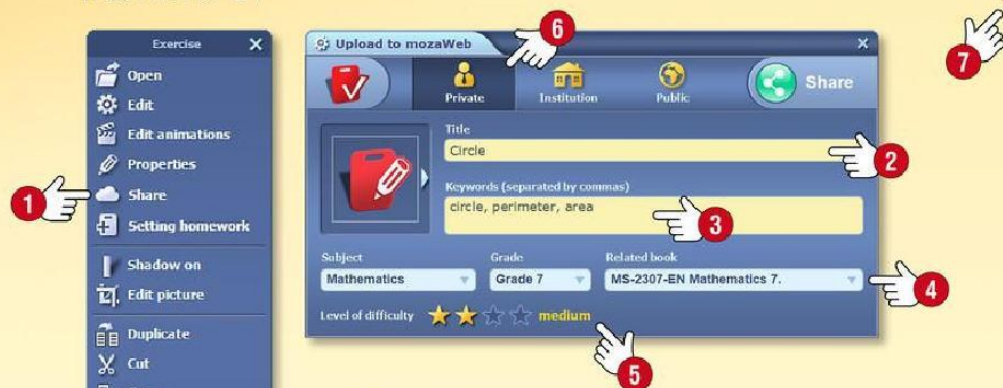 Exercise
Open
Edit
Edit animations
Properties
Share
Setting homework
Shadow on
Edit picture
Duplicate
Cut
1
Upload to mozaWeb
6
7
Private
Institution
Public
Share
Title
Circle
2
Keywords (separated by commas)
circle, perimeter, area
3
Subject
Grade
Related book
Mathematics
Grade 7
MS-2307-EN Mathematics 7.
4
Level of difficulty
medium
5